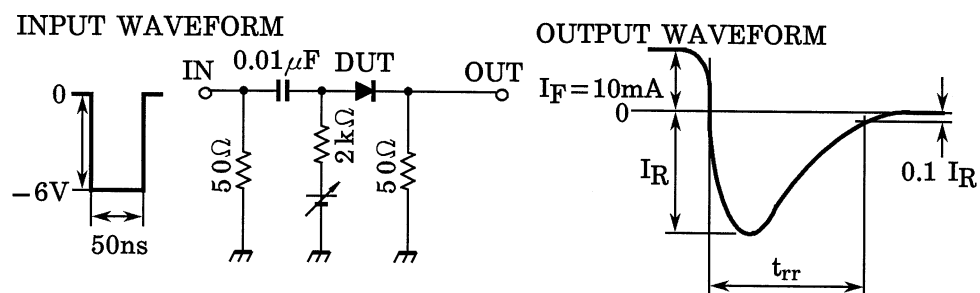 INPUT WAVEFORM
0
−6V
50ns
IN
0.01μF
DUT
OUT
50Ω
2kΩ
50Ω
OUTPUT WAVEFORM
I_F=10mA
0
I_R
0.1 I_R
t_rr